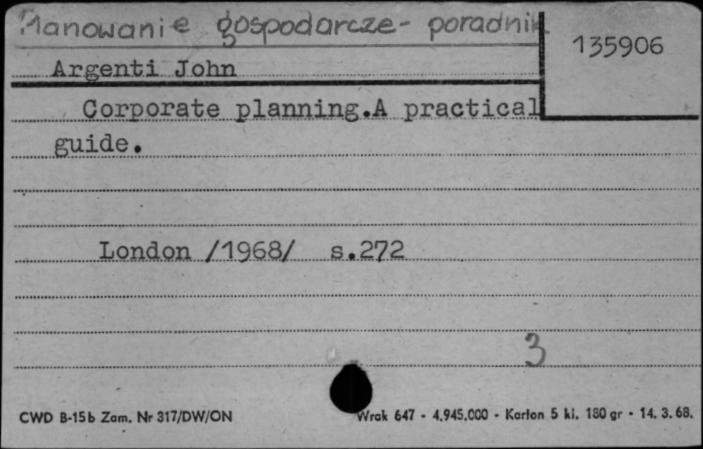 Planowanie gospodarcze- poradnik
135906
Argenti John
Corporate planning.A practical
guide.
London /1968/ s.272
3
CWD B-15b Zam. Nr 317/DW/ON Wrak 647 - 4.945.000 - Karton 5 kl. 180 gr - 14. 3. 68.